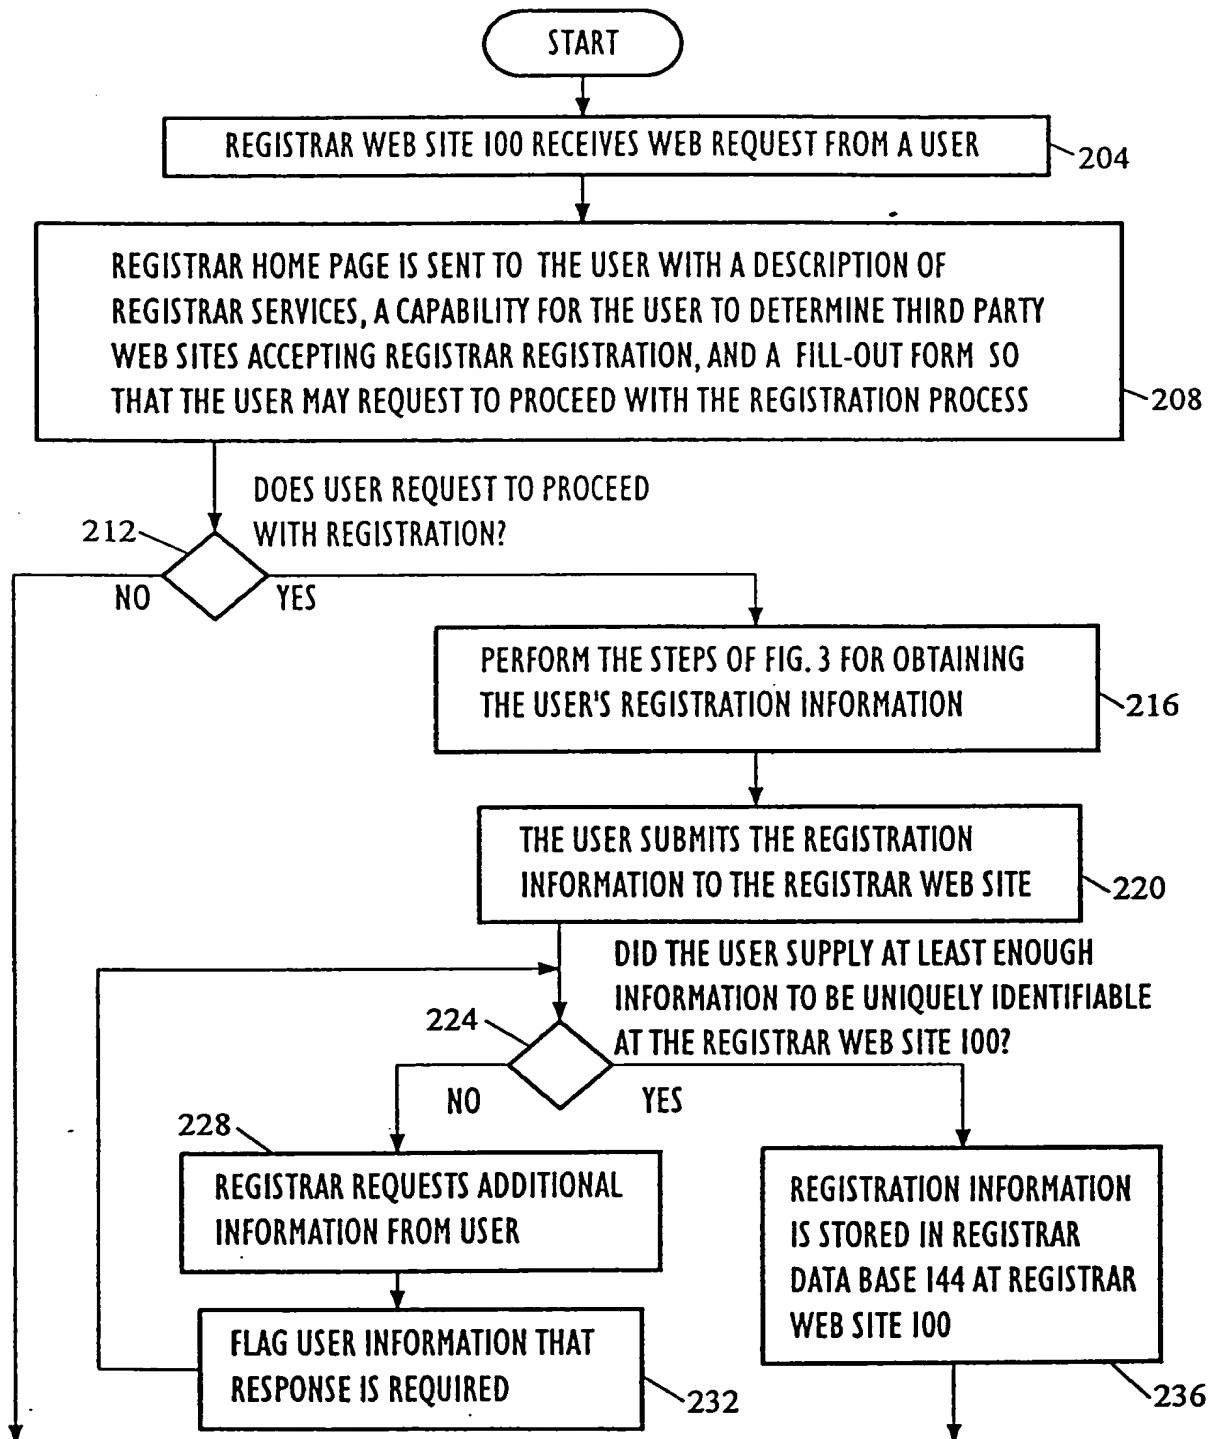 START
REGISTRAR WEB SITE 100 RECEIVES WEB REQUEST FROM A USER
204
REGISTRAR HOME PAGE IS SENT TO THE USER WITH A DESCRIPTION OF
REGISTRAR SERVICES, A CAPABILITY FOR THE USER TO DETERMINE THIRD PARTY
WEB SITES ACCEPTING REGISTRAR REGISTRATION, AND A FILL-OUT FORM SO
THAT THE USER MAY REQUEST TO PROCEED WITH THE REGISTRATION PROCESS
208
DOES USER REQUEST TO PROCEED
WITH REGISTRATION?
212
NO
YES
PERFORM THE STEPS OF FIG. 3 FOR OBTAINING
THE USER'S REGISTRATION INFORMATION
216
THE USER SUBMITS THE REGISTRATION
INFORMATION TO THE REGISTRAR WEB SITE
220
DID THE USER SUPPLY AT LEAST ENOUGH
INFORMATION TO BE UNIQUELY IDENTIFIABLE
AT THE REGISTRAR WEB SITE 100?
224
NO
YES
228
REGISTRAR REQUESTS ADDITIONAL
INFORMATION FROM USER
FLAG USER INFORMATION THAT
RESPONSE IS REQUIRED
232
REGISTRATION INFORMATION
IS STORED IN REGISTRAR
DATA BASE 144 AT REGISTRAR
WEB SITE 100
236